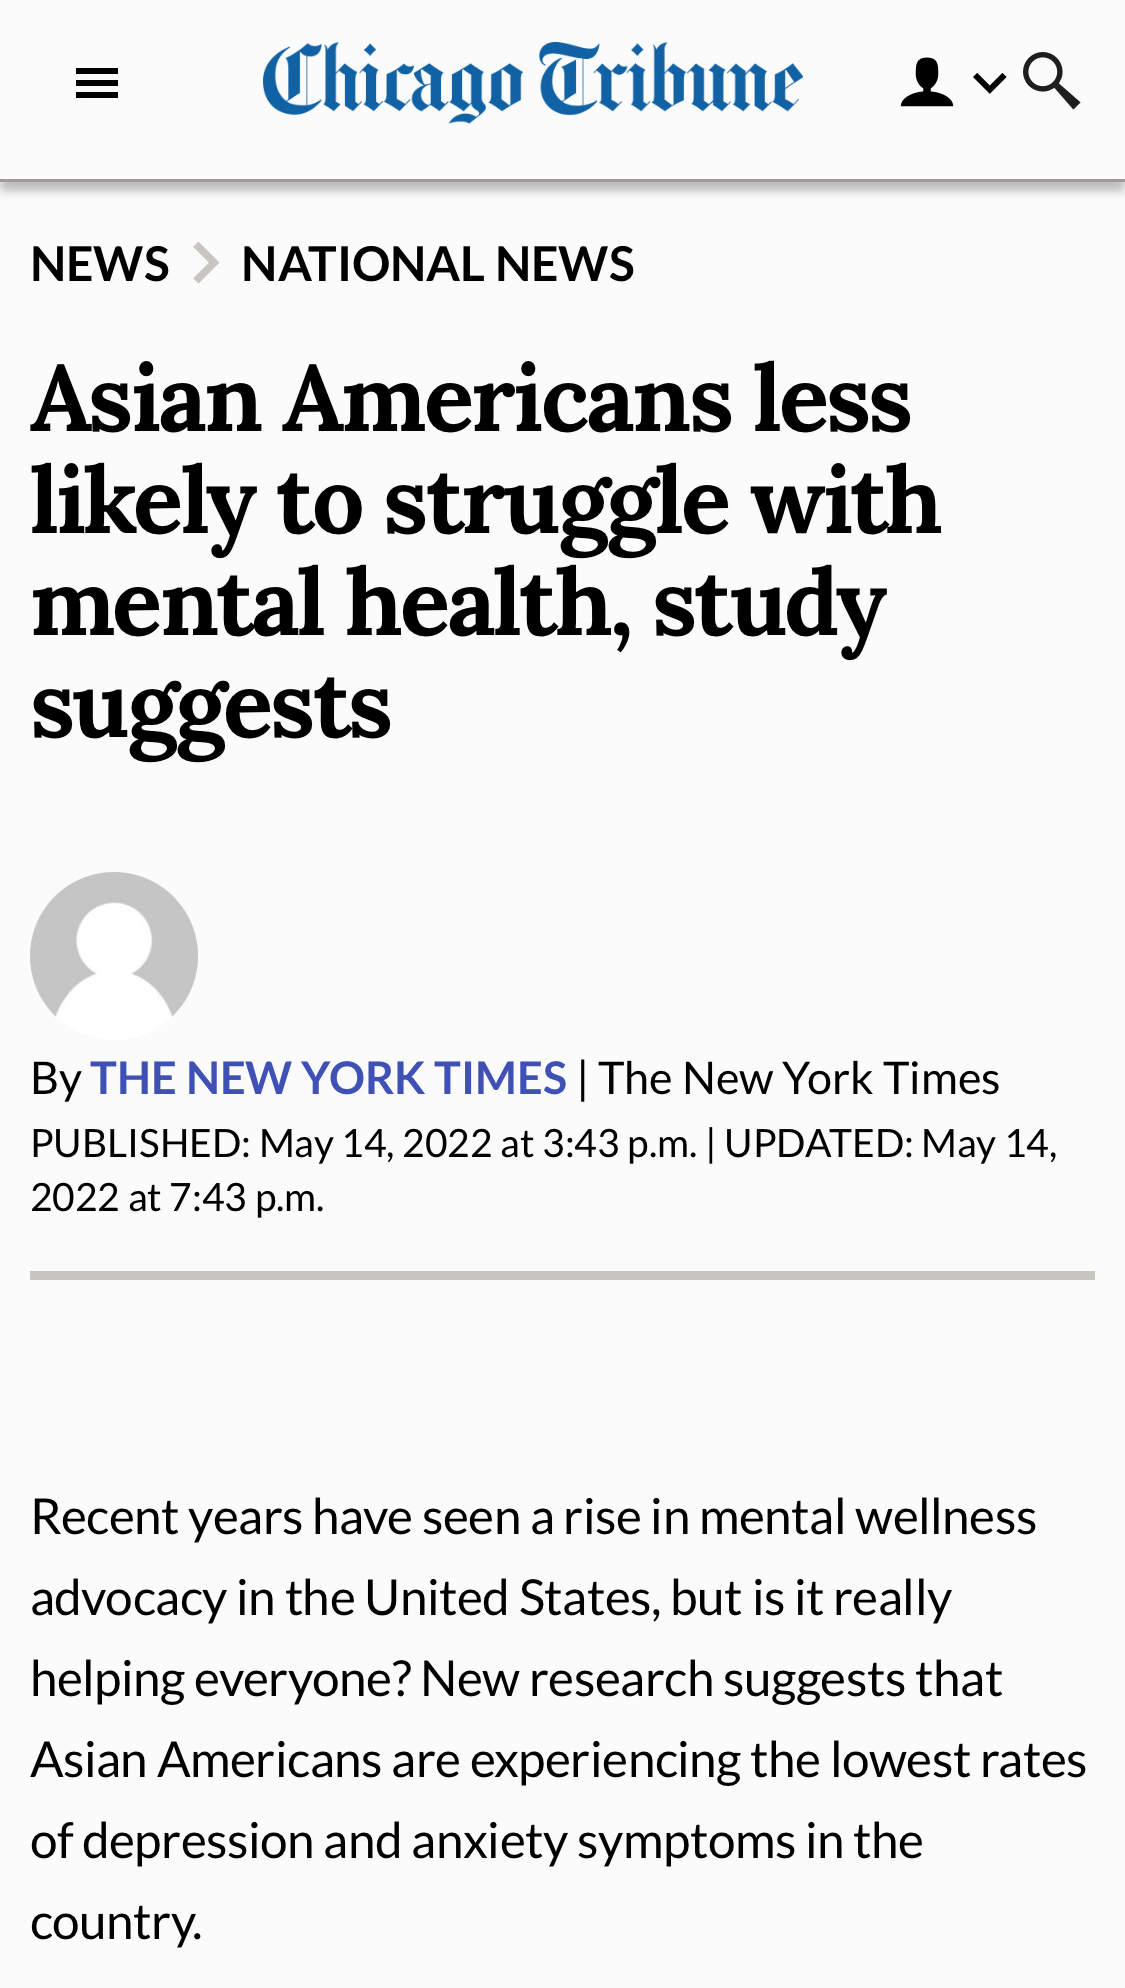 Chicago Tribune
NEWS > NATIONAL NEWS
Asian Americans less
likely to struggle with
mental health, study
suggests
By THE NEW YORK TIMES | The New York Times
PUBLISHED: May 14, 2022 at 3:43 p.m. | UPDATED: May 14,
2022 at 7:43 p.m.
Recent years have seen a rise in mental wellness
advocacy in the United States, but is it really
helping everyone? New research suggests that
Asian Americans are experiencing the lowest rates
of depression and anxiety symptoms in the
country.